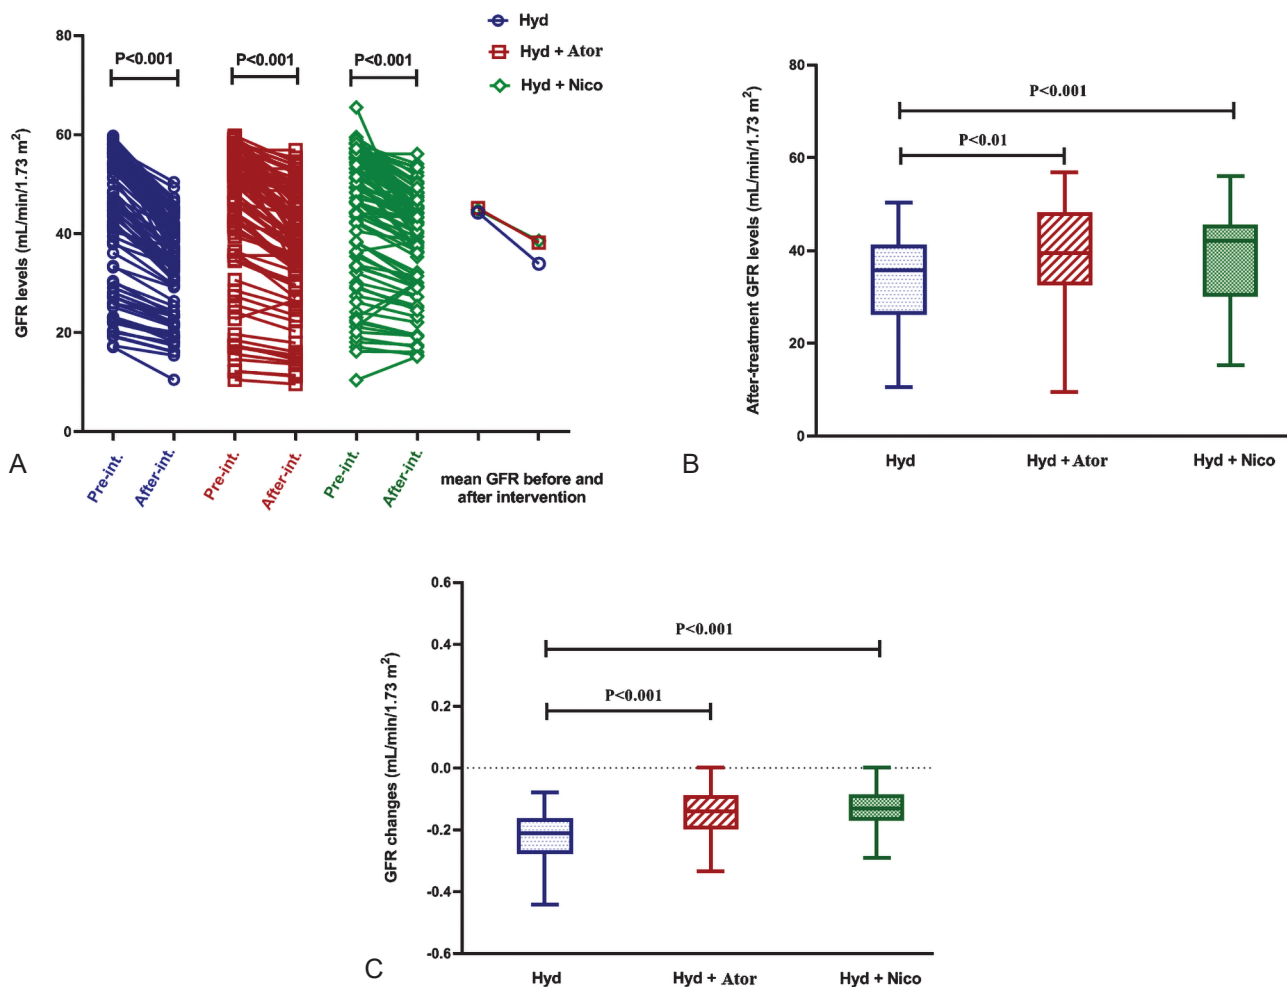 Hyd
Hyd + Ator
Hyd + Nico
P<0.001
P<0.001
P<0.001
GFR levels (mL/min/1.73 m²)
80
60
40
20
0
Pre-int.
After-int.
Pre-int.
After-int.
Pre-int.
After-int.
mean GFR before and
after intervention
A
After-treatment GFR levels (mL/min/1.73 m²)
80
60
40
20
0
P<0.001
P<0.01
Hyd
Hyd + Ator
Hyd + Nico
B
GFR changes (mL/min/1.73 m²)
0.6
0.4
0.2
0.0
-0.2
-0.4
-0.6
P<0.001
P<0.001
Hyd
Hyd + Ator
Hyd + Nico
C